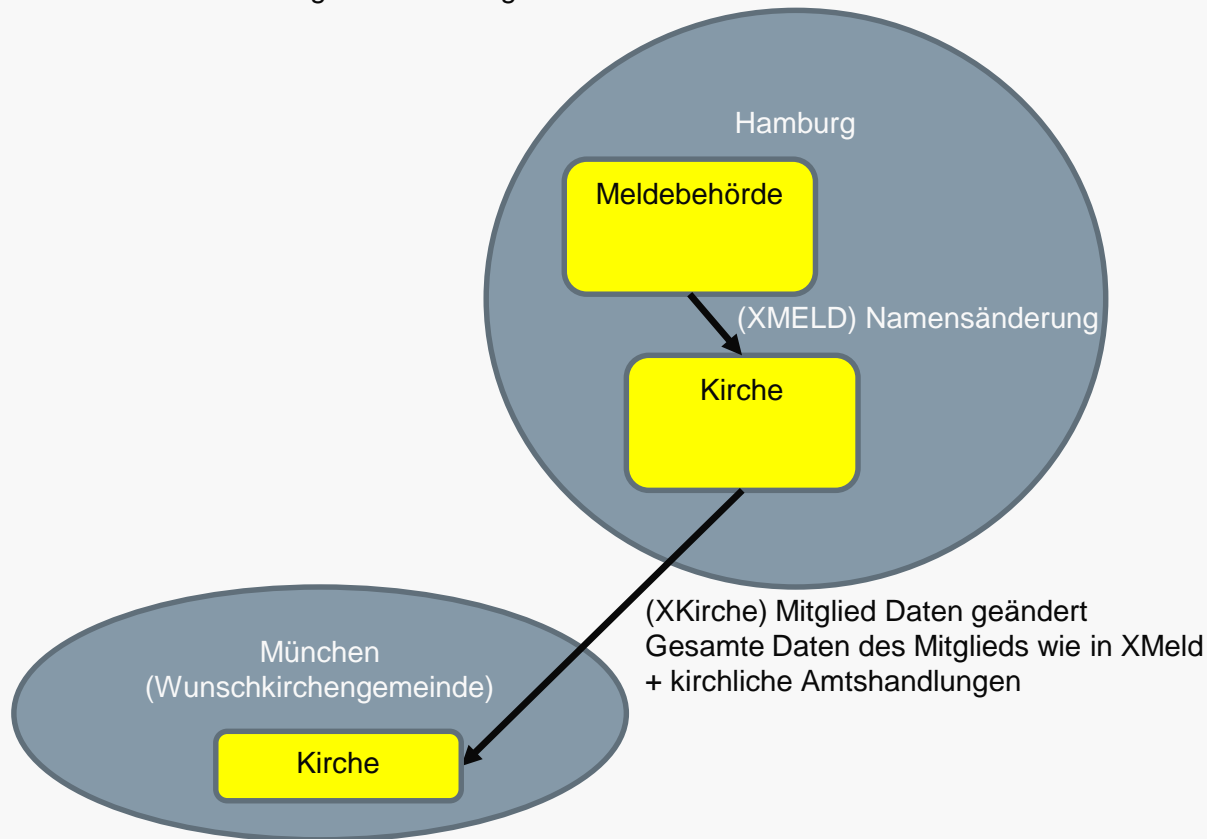 Hamburg
Meldebehörde
(XMELD) Namensänderung
Kirche
(XKirche) Mitglied Daten geändert
Gesamte Daten des Mitglieds wie in XMeld
+ kirchliche Amtshandlungen
München
(Wunschkirchengemeinde)
Kirche